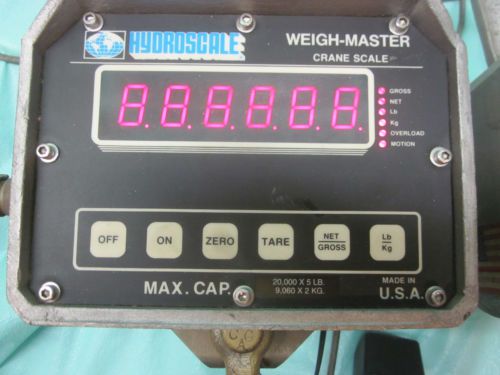 HYDROSCALE
WEIGH-MASTER
CRANE SCALE
8.8.8.8.8.8.
GROSS
NET
Lb
Kg
OVERLOAD
MOTION
OFF
ON
ZERO
TARE
NET
GROSS
Lb
Kg
MAX. CAP.
20,000 X 5 LB.
9,060 X 2 KG.
MADE IN
U.S.A.